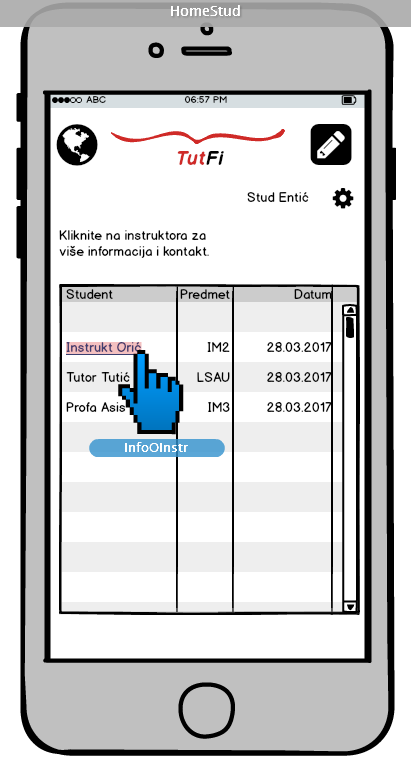 HomeStud
ABC 06:57 PM
TutFi
Stud Entić
Kliknite na instruktora za
više informacija i kontakt.
Student Predmet Datum
Instrukt Orić IM2 28.03.2017
Tutor Tutić LSAU 28.03.2017
Profa Asis IM3 28.03.2017
InfoOInstr